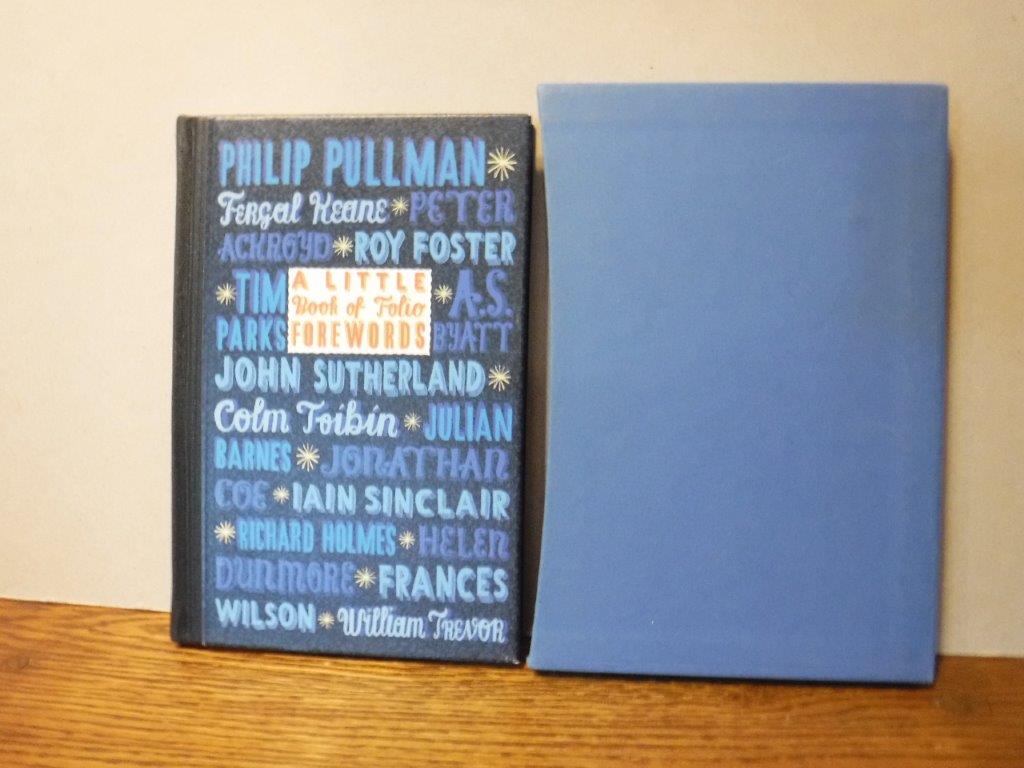 PHILIP PULLMAN
Fergal Keane * PETER
ACKROYD * ROY FOSTER
* TIM A LITTLE * A.S.
Book of Folio
PARKS FOREWORDS BYATT
JOHN SUTHERLAND *
Colm Toibín * JULIAN
BARNES * JONATHAN
COE * IAIN SINCLAIR
* RICHARD HOLMES * HELEN
DUNMORE * FRANCES
WILSON * William TREVOR